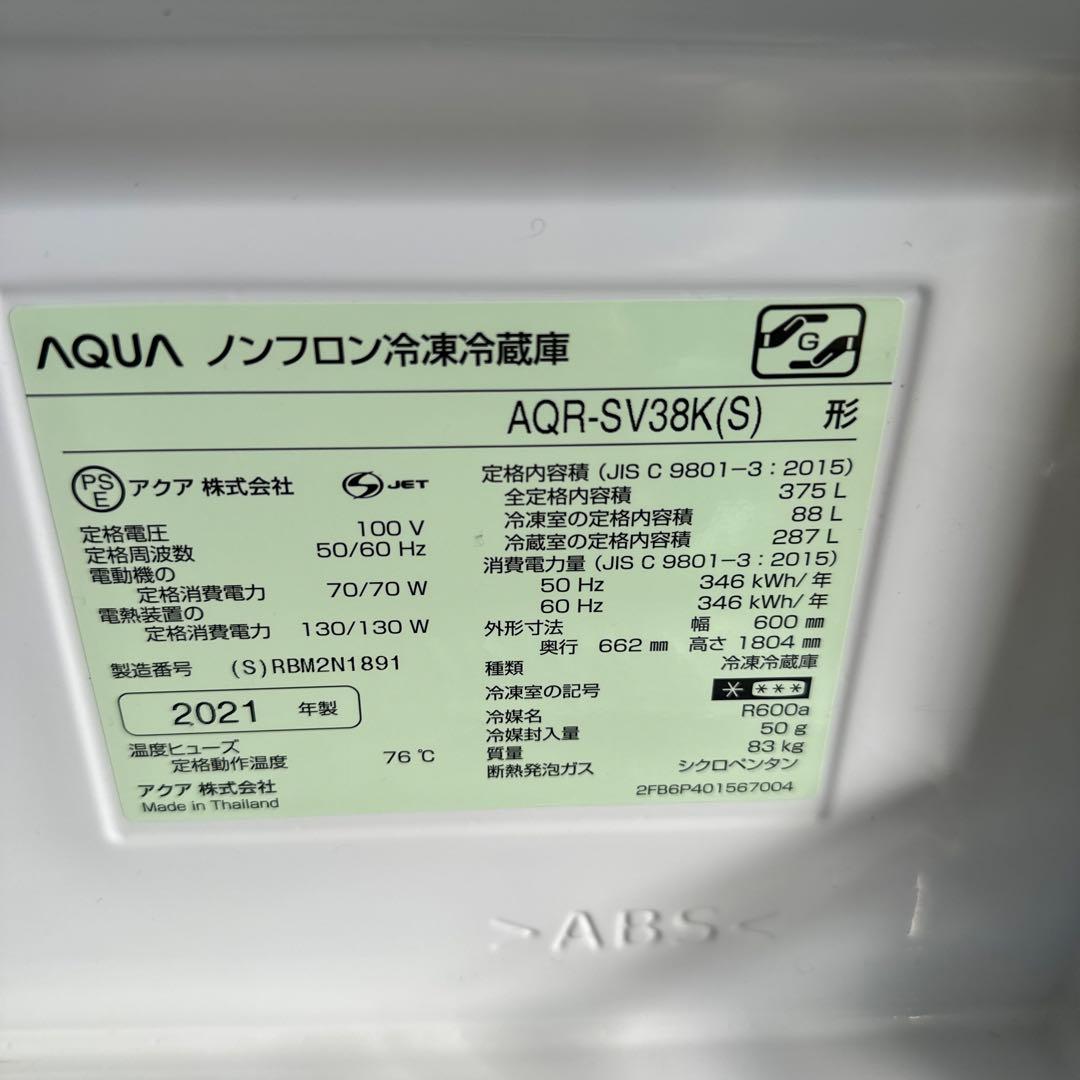 AQUA ノンフロン冷凍冷蔵庫
G
AQR-SV38K(S) 形
PS E アクア 株式会社 S JET
定格電圧 100 V
定格周波数 50/60 Hz
電動機の
定格消費電力 70/70 W
電熱装置の
定格消費電力 130/130 W
製造番号 (S)RBM2N1891
2021 年製
温度ヒューズ
定格動作温度 76 ℃
アクア 株式会社
Made in Thailand
定格内容積 (JIS C 9801-3:2015)
全定格内容積 375 L
冷凍室の定格内容積 88 L
冷蔵室の定格内容積 287 L
消費電力量 (JIS C 9801-3:2015)
50 Hz 346 kWh/年
60 Hz 346 kWh/年
外形寸法 幅 600 ㎜
奥行 662 ㎜ 高さ 1804 ㎜
種類 冷凍冷蔵庫
冷凍室の記号 * ***
冷媒名 R600a
冷媒封入量 50 g
質量 83 kg
断熱発泡ガス シクロペンタン
2FB6P401567004
>ABS<